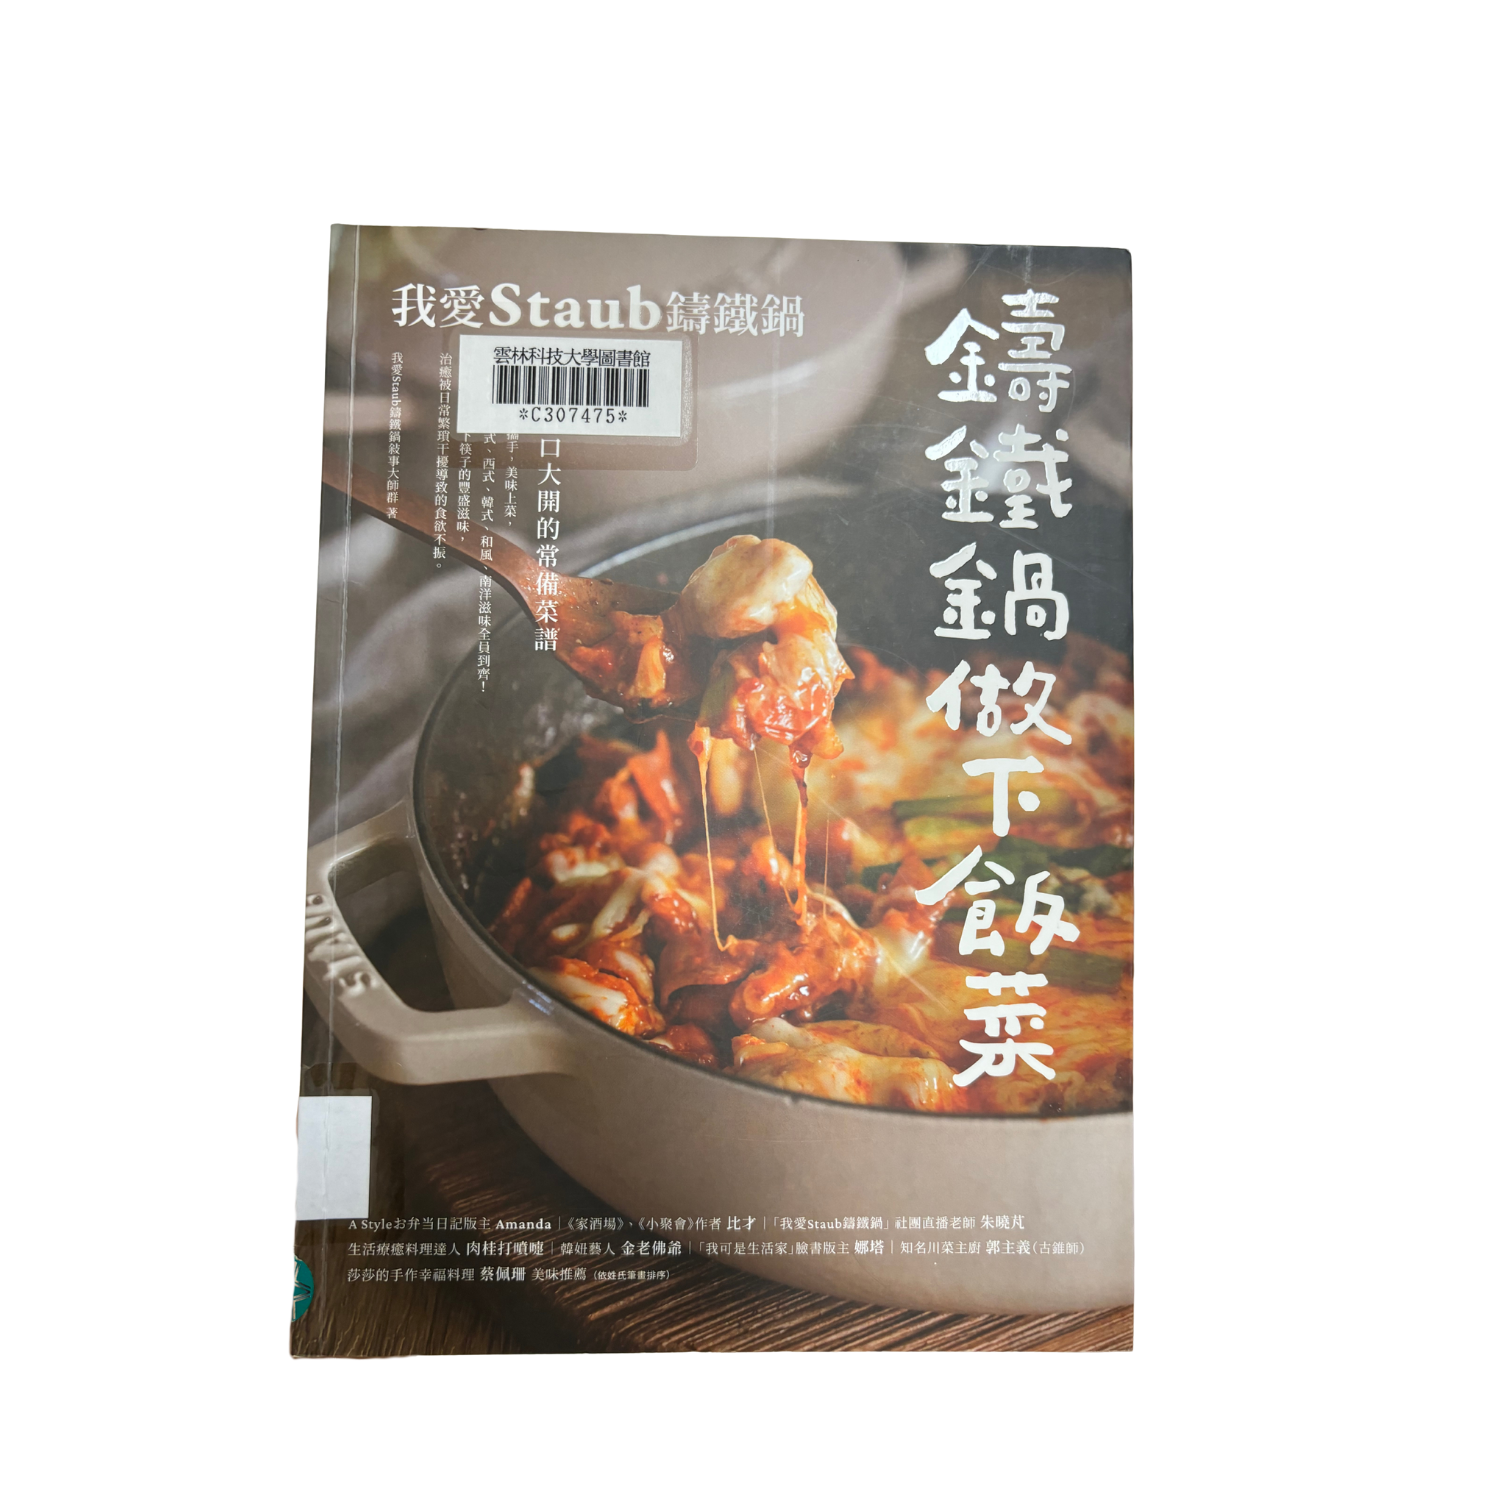 我愛Staub鑄鐵鍋
鑄鐵鍋做下飯菜
雲林科技大學圖書館
*C307475*
口大開的常備菜譜
攜手，美味上菜，
式、西式、韓式、和風、南洋滋味全員到齊！
下筷子的豐盛滋味，
治癒被日常繁瑣干擾導致的食欲不振。
我愛Staub鑄鐵鍋敍事大師群 著
STAUB
A Styleお弁当日記版主 Amanda｜《家酒場》、《小聚會》作者 比才｜「我愛Staub鑄鐵鍋」社團直播老師 朱曉芃
生活療癒料理達人 肉桂打噴嚏｜韓妞藝人 金老佛爺｜「我可是生活家」臉書版主 娜塔｜知名川菜主廚 郭主義（古錐師）
莎莎的手作幸福料理 蔡佩珊 美味推薦（依姓氏筆畫排序）